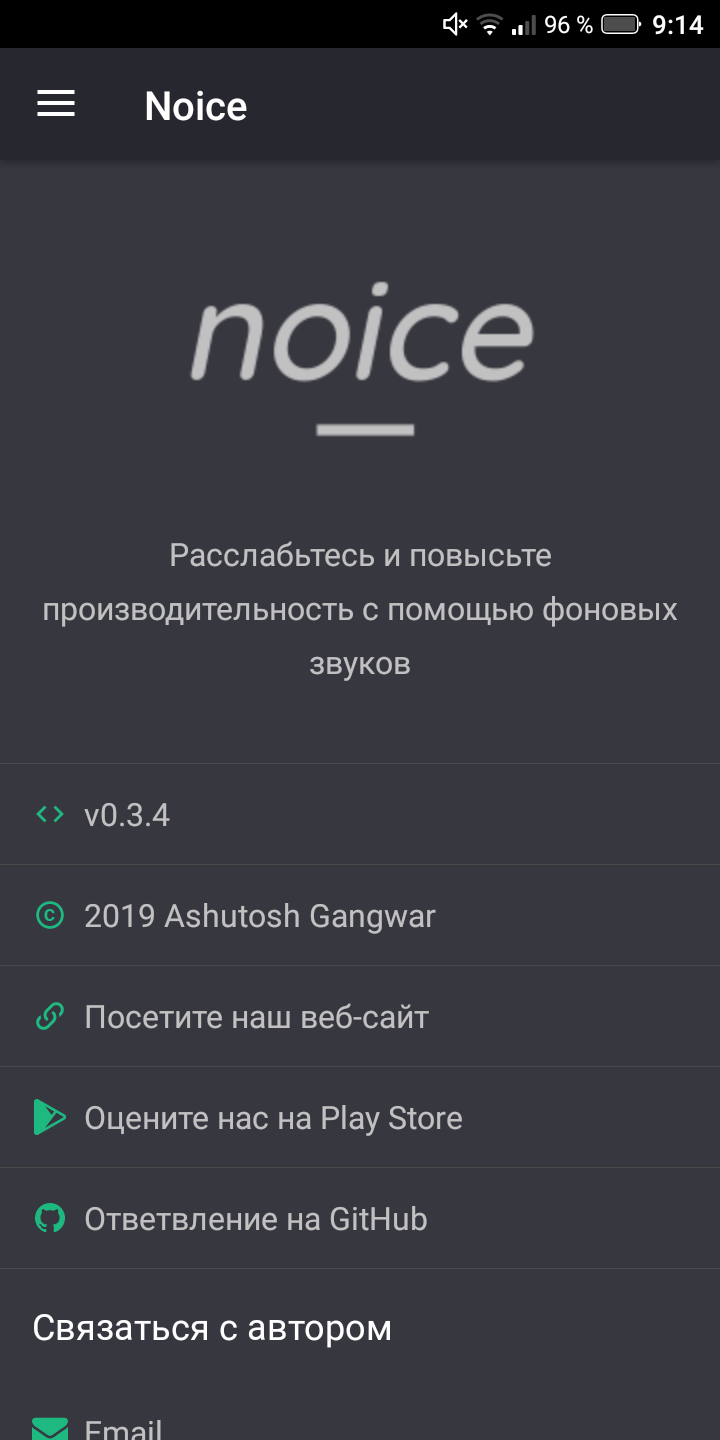 96 % 9:14
Noice
noice
Расслабьтесь и повысьте
производительность с помощью фоновых
звуков
v0.3.4
2019 Ashutosh Gangwar
Посетите наш веб-сайт
Оцените нас на Play Store
Ответвление на GitHub
Связаться с автором
Email